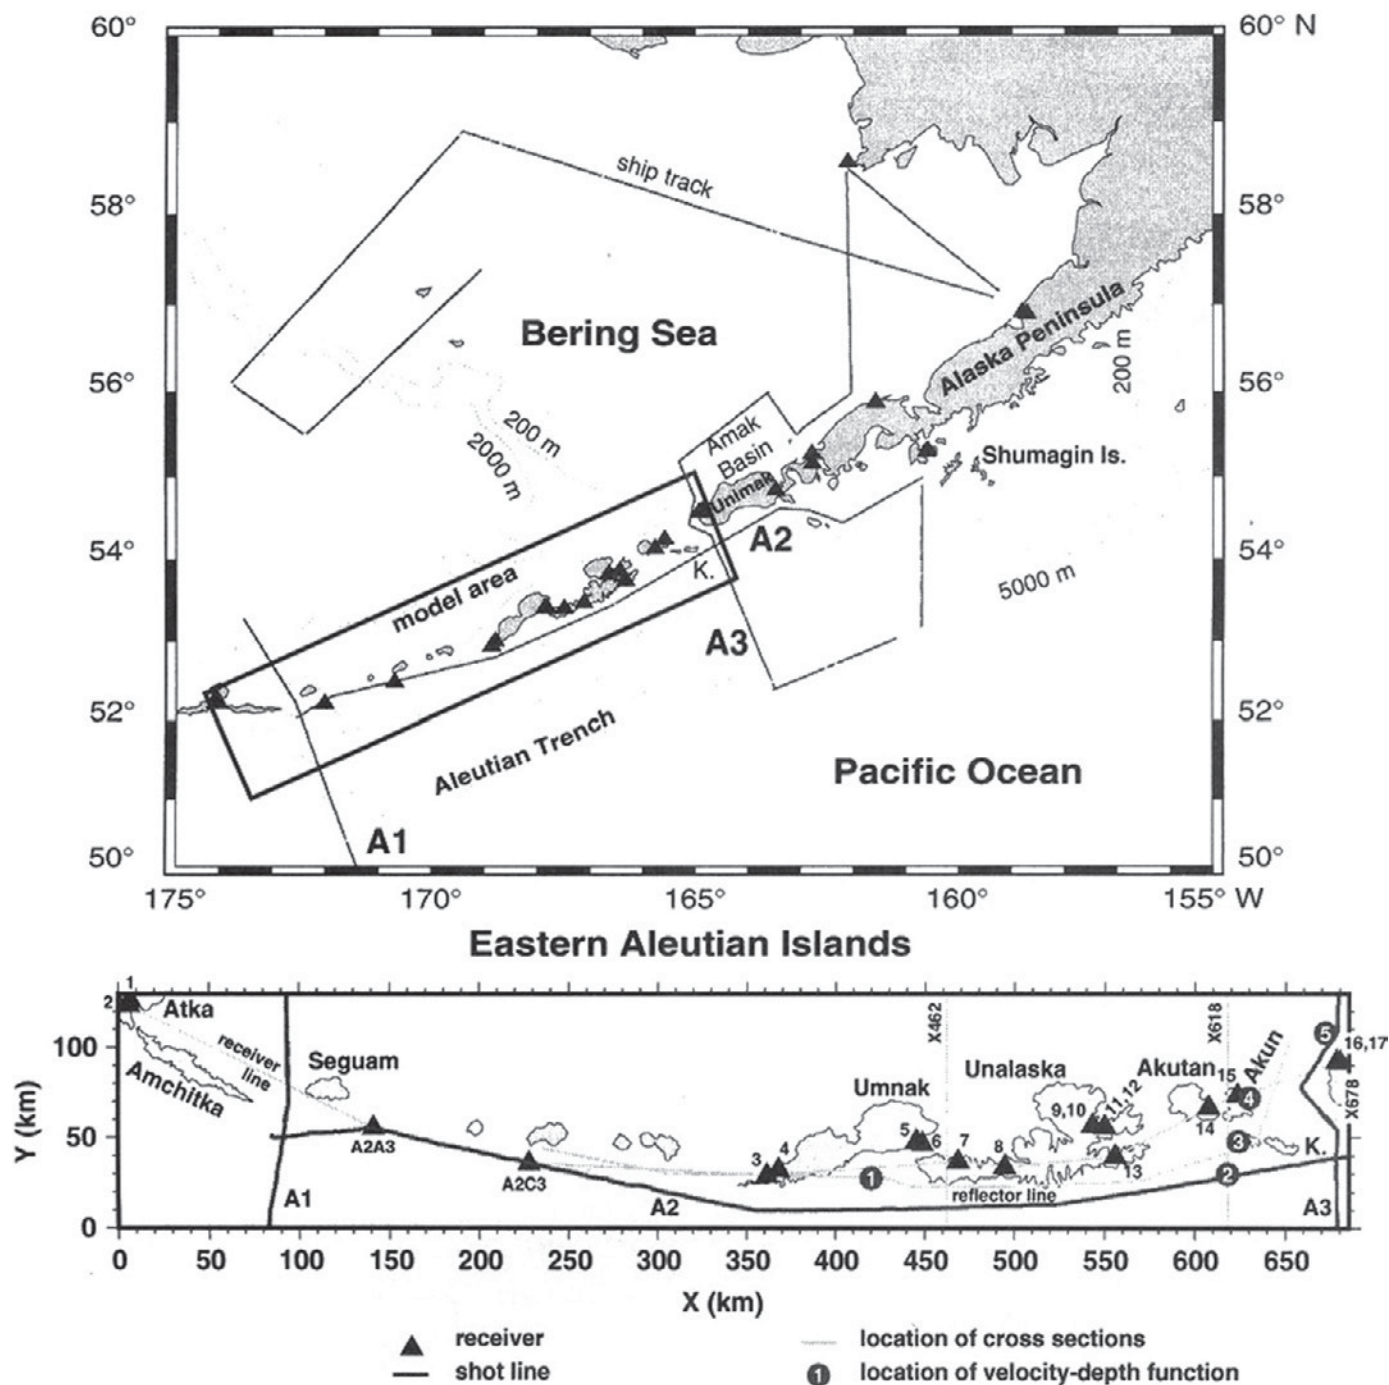 60°
60° N
ship track
58°
58°
Bering Sea
Alaska Peninsula
200 m
56°
56°
200 m
2000 m
Amak
Basin
Unimak
Shumagin Is.
A2
54°
54°
model area
K.
5000 m
A3
52°
52°
Aleutian Trench
Pacific Ocean
A1
50°
50°
175°
170°
165°
160°
155° W
Eastern Aleutian Islands
1
2
Atka
receiver
line
Amchitka
Seguam
A2A3
A2C3
A1
A2
3
4
Umnak
5
6
1
X462
7
8
Unalaska
9,10
11,12
13
reflector line
Akutan
14
15
X618
Akun
4
3
2
5
16,17
X678
K.
A3
Y (km)
100
50
0
0
50
100
150
200
250
300
350
400
450
500
550
600
650
X (km)
receiver
location of cross sections
shot line
1
location of velocity-depth function